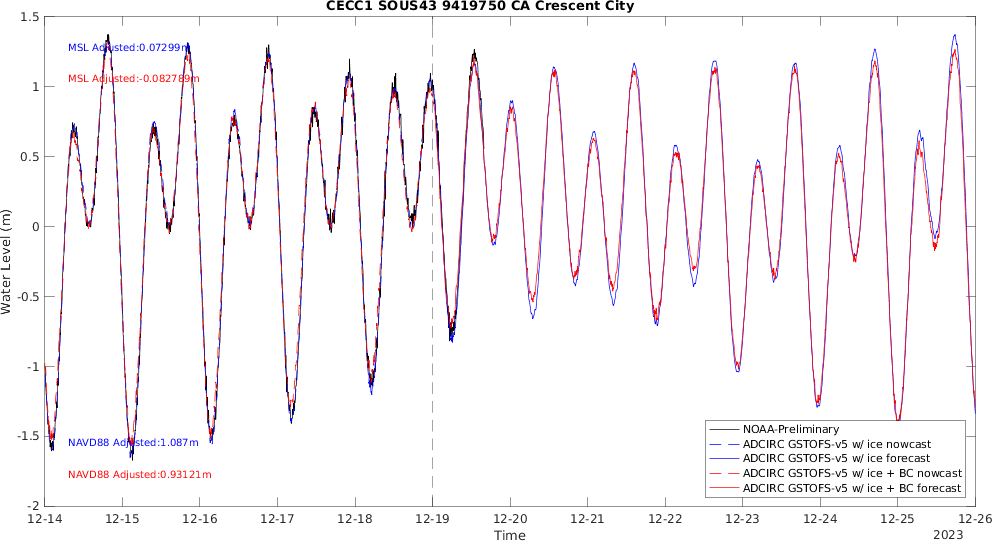 CECC1 SOUS43 9419750 CA Crescent City
1.5
1
0.5
0
-0.5
-1
-1.5
-2
Water Level (m)
MSL Adjusted:0.07299m
MSL Adjusted:-0.082789m
NAVD88 Adjusted:1.087m
NAVD88 Adjusted:0.93121m
NOAA-Preliminary
ADCIRC GSTOFS-v5 w/ ice nowcast
ADCIRC GSTOFS-v5 w/ ice forecast
ADCIRC GSTOFS-v5 w/ ice + BC nowcast
ADCIRC GSTOFS-v5 w/ ice + BC forecast
12-14 12-15 12-16 12-17 12-18 12-19 12-20 12-21 12-22 12-23 12-24 12-25 12-26
Time
2023